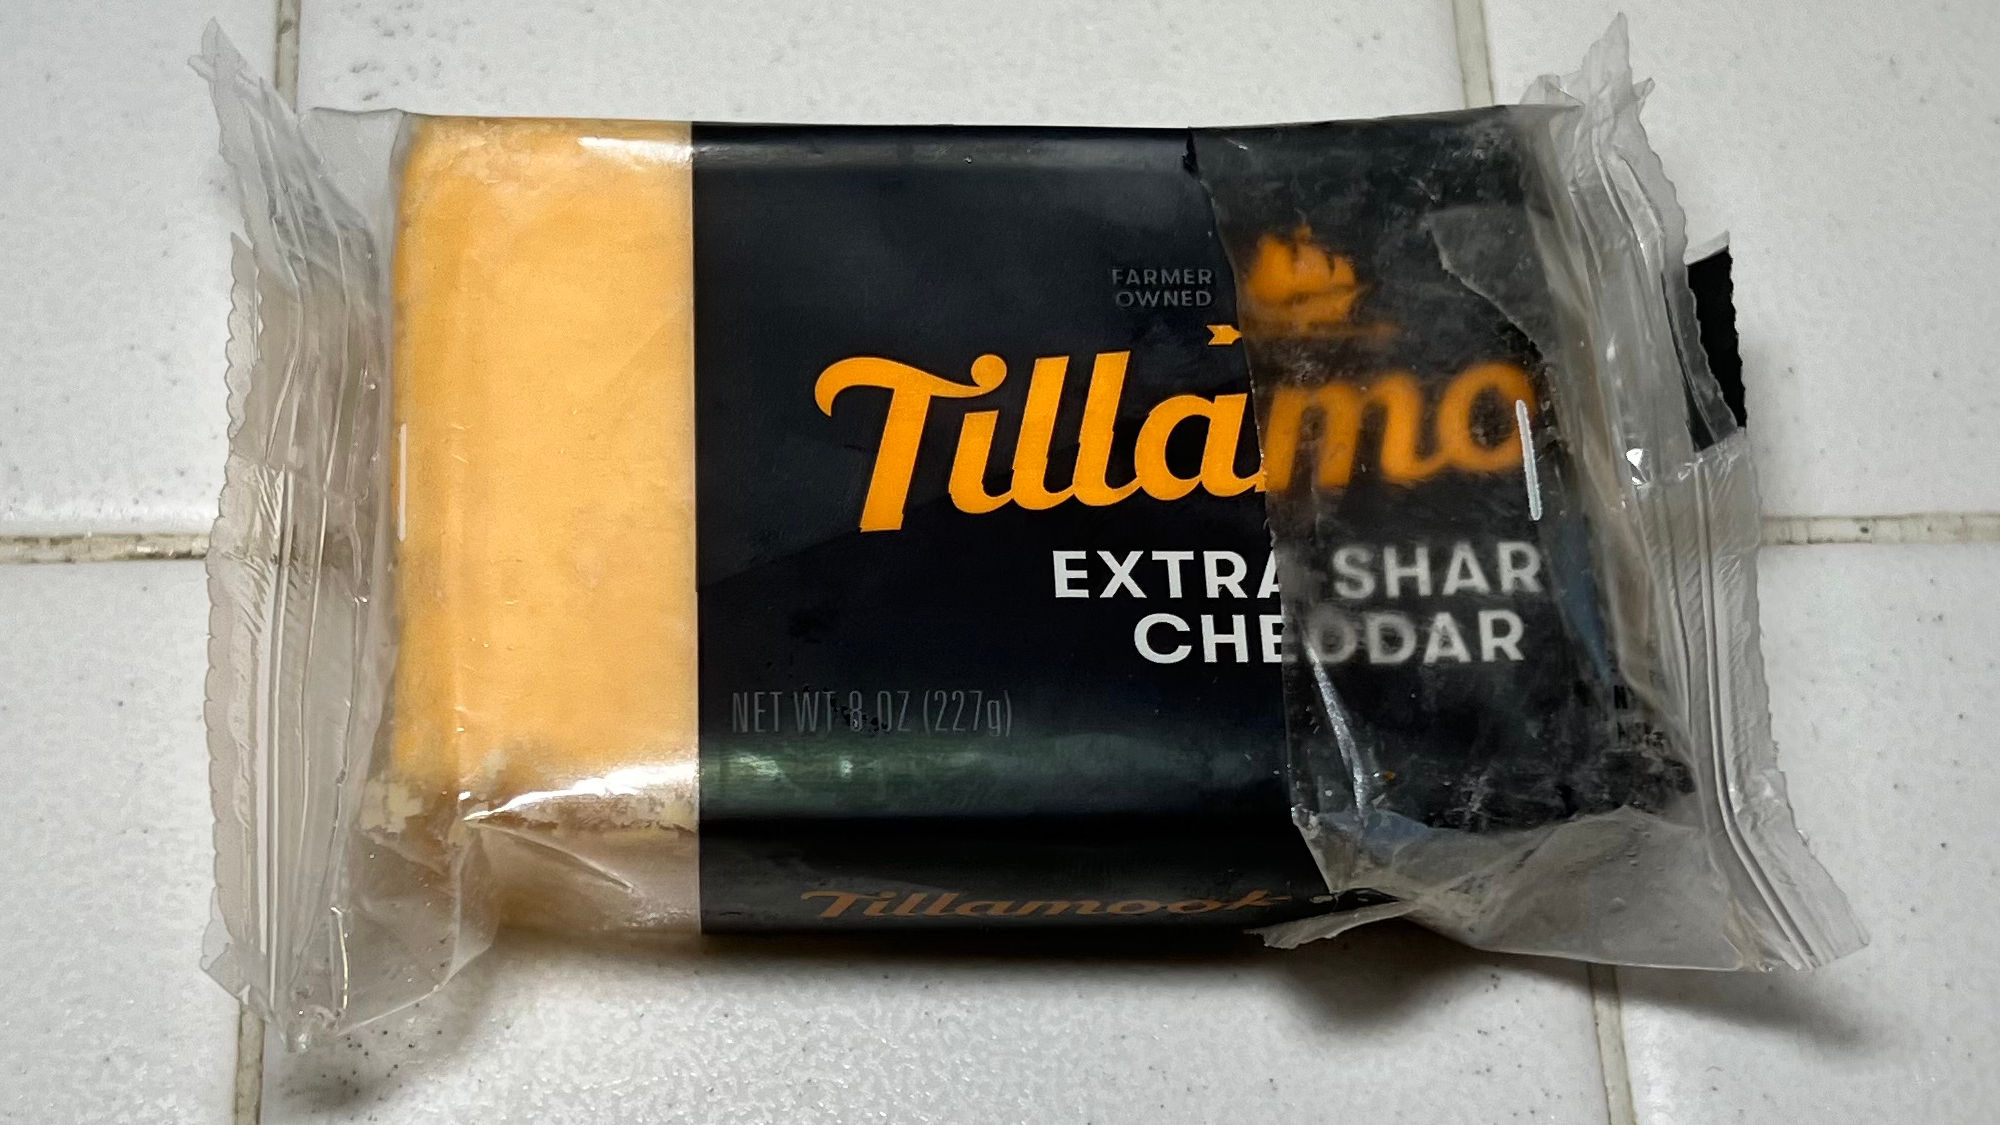 FARMER
OWNED
Tillamo
EXTRA SHAR
CHEDDAR
NET WT 8 OZ (227g)
Tillamook